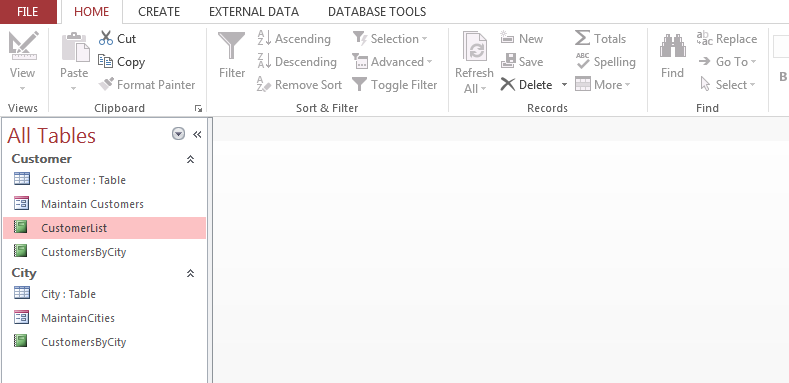 FILE HOME CREATE EXTERNAL DATA DATABASE TOOLS
View
Views
Paste
Cut
Copy
Format Painter
Clipboard
Filter
Ascending
Descending
Remove Sort
Selection
Advanced
Toggle Filter
Sort & Filter
Refresh
All
New
Save
Delete
Totals
Spelling
More
Records
Find
Replace
Go To
Select
Find
B
All Tables
Customer
Customer : Table
Maintain Customers
CustomerList
CustomersByCity
City
City : Table
MaintainCities
CustomersByCity